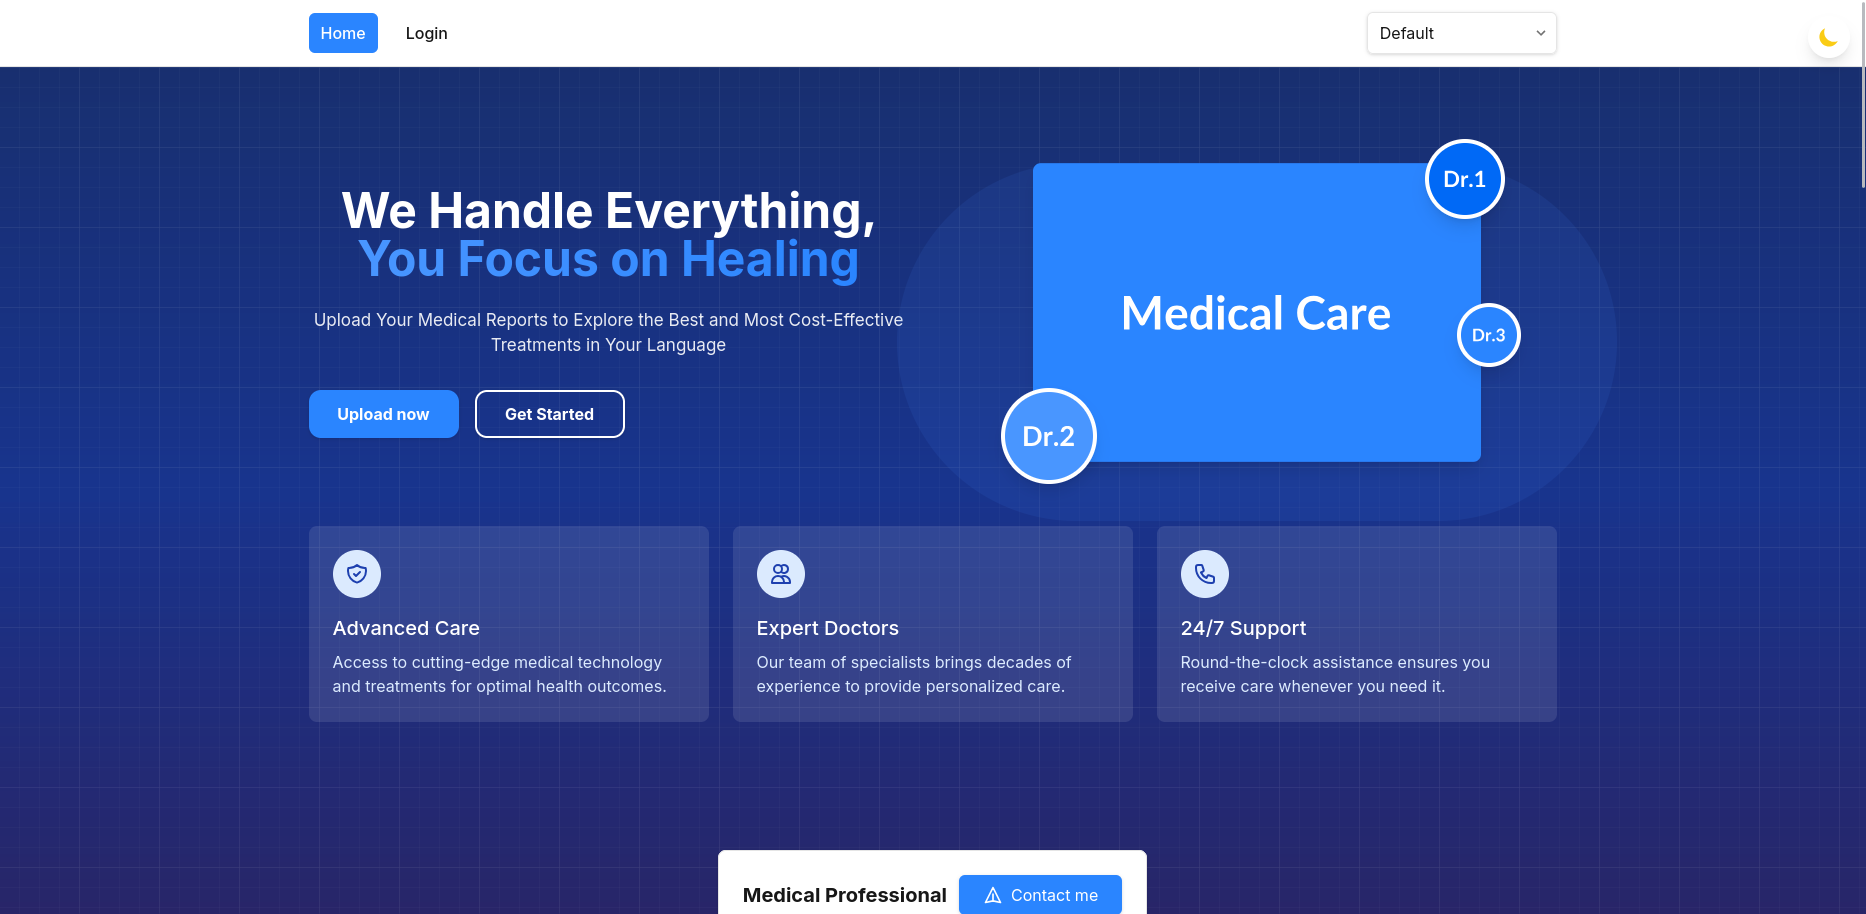 Home
Login
Default
We Handle Everything,
You Focus on Healing
Upload Your Medical Reports to Explore the Best and Most Cost-Effective
Treatments in Your Language
Upload now
Get Started
Medical Care
Dr.1
Dr.3
Dr.2
Advanced Care
Access to cutting-edge medical technology
and treatments for optimal health outcomes.
Expert Doctors
Our team of specialists brings decades of
experience to provide personalized care.
24/7 Support
Round-the-clock assistance ensures you
receive care whenever you need it.
Medical Professional
Contact me